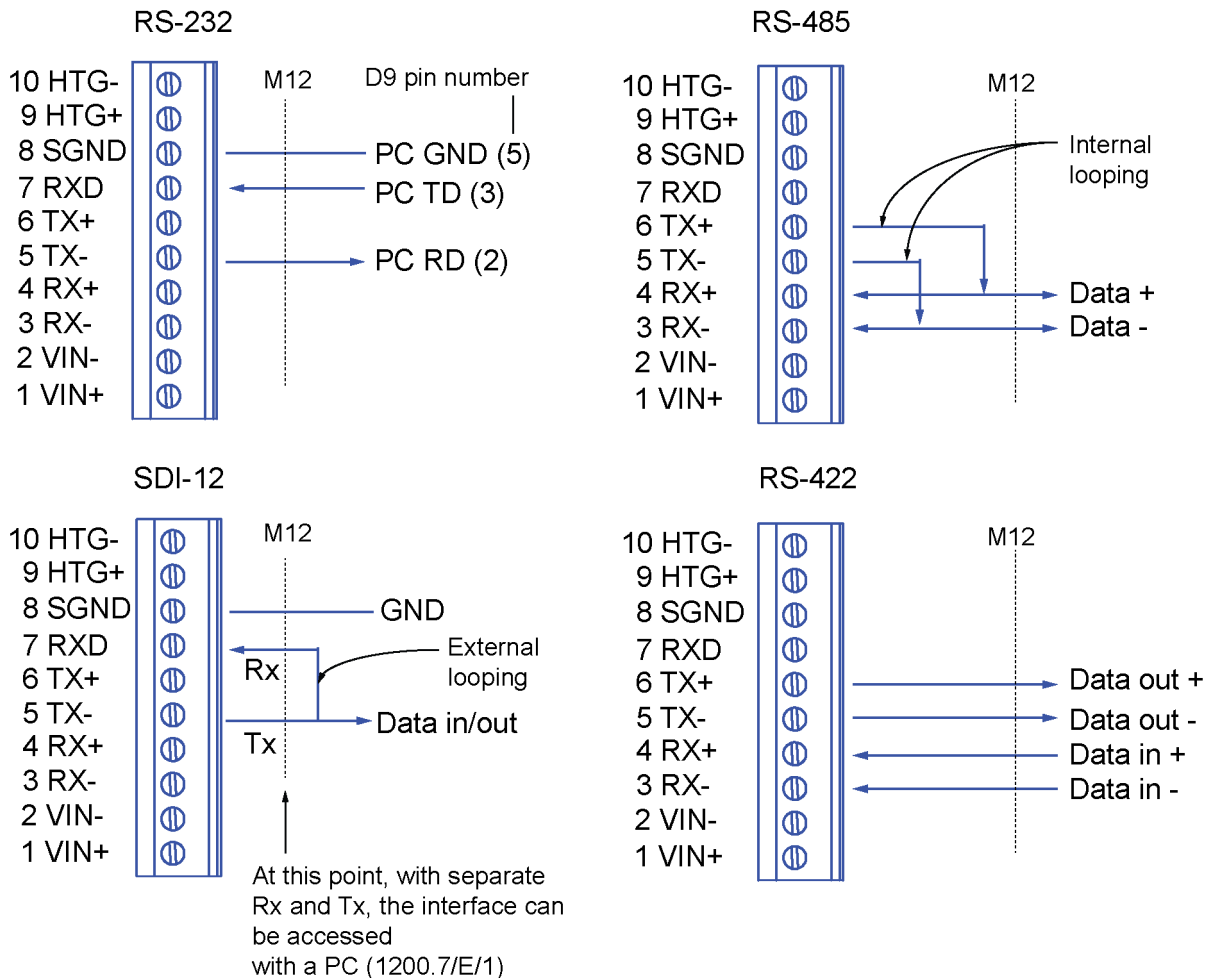 RS-232
10 HTG-
9 HTG+
8 SGND
7 RXD
6 TX+
5 TX-
4 RX+
3 RX-
2 VIN-
1 VIN+
M12
D9 pin number
PC GND (5)
PC TD (3)
PC RD (2)
RS-485
10 HTG-
9 HTG+
8 SGND
7 RXD
6 TX+
5 TX-
4 RX+
3 RX-
2 VIN-
1 VIN+
M12
Internal
looping
Data +
Data -
SDI-12
10 HTG-
9 HTG+
8 SGND
7 RXD
6 TX+
5 TX-
4 RX+
3 RX-
2 VIN-
1 VIN+
M12
GND
Rx
External
looping
Data in/out
Tx
At this point, with separate
Rx and Tx, the interface can
be accessed
with a PC (1200.7/E/1)
RS-422
10 HTG-
9 HTG+
8 SGND
7 RXD
6 TX+
5 TX-
4 RX+
3 RX-
2 VIN-
1 VIN+
M12
Data out +
Data out -
Data in +
Data in -